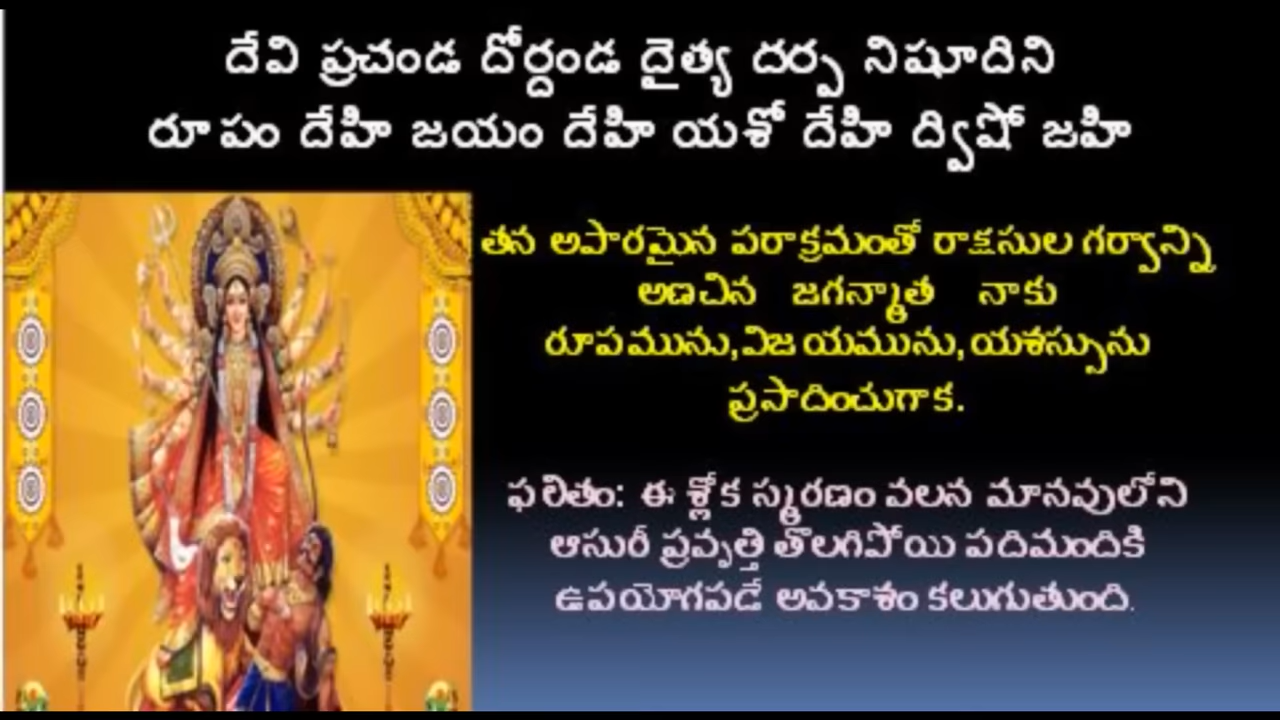 దేవి ప్రచండ దోర్దండ దైత్య దర్ప నిషూదిని
రూపం దేహి జయం దేహి యశో దేహి ద్విషో జహి
తన అపారమైన పరాక్రమంతో రాక్షసుల గర్వాన్ని
అణచిన జగన్మాత నాకు
రూపమును,విజయమును,యశస్సును
ప్రసాదించుగాక.
ఫలితం: ఈ శ్లోక స్మరణం వలన మానవులోని
ఆసురీ ప్రవృత్తి తొలగిపోయి పదిమందికి
ఉపయోగపడే అవకాశం కలుగుతుంది.